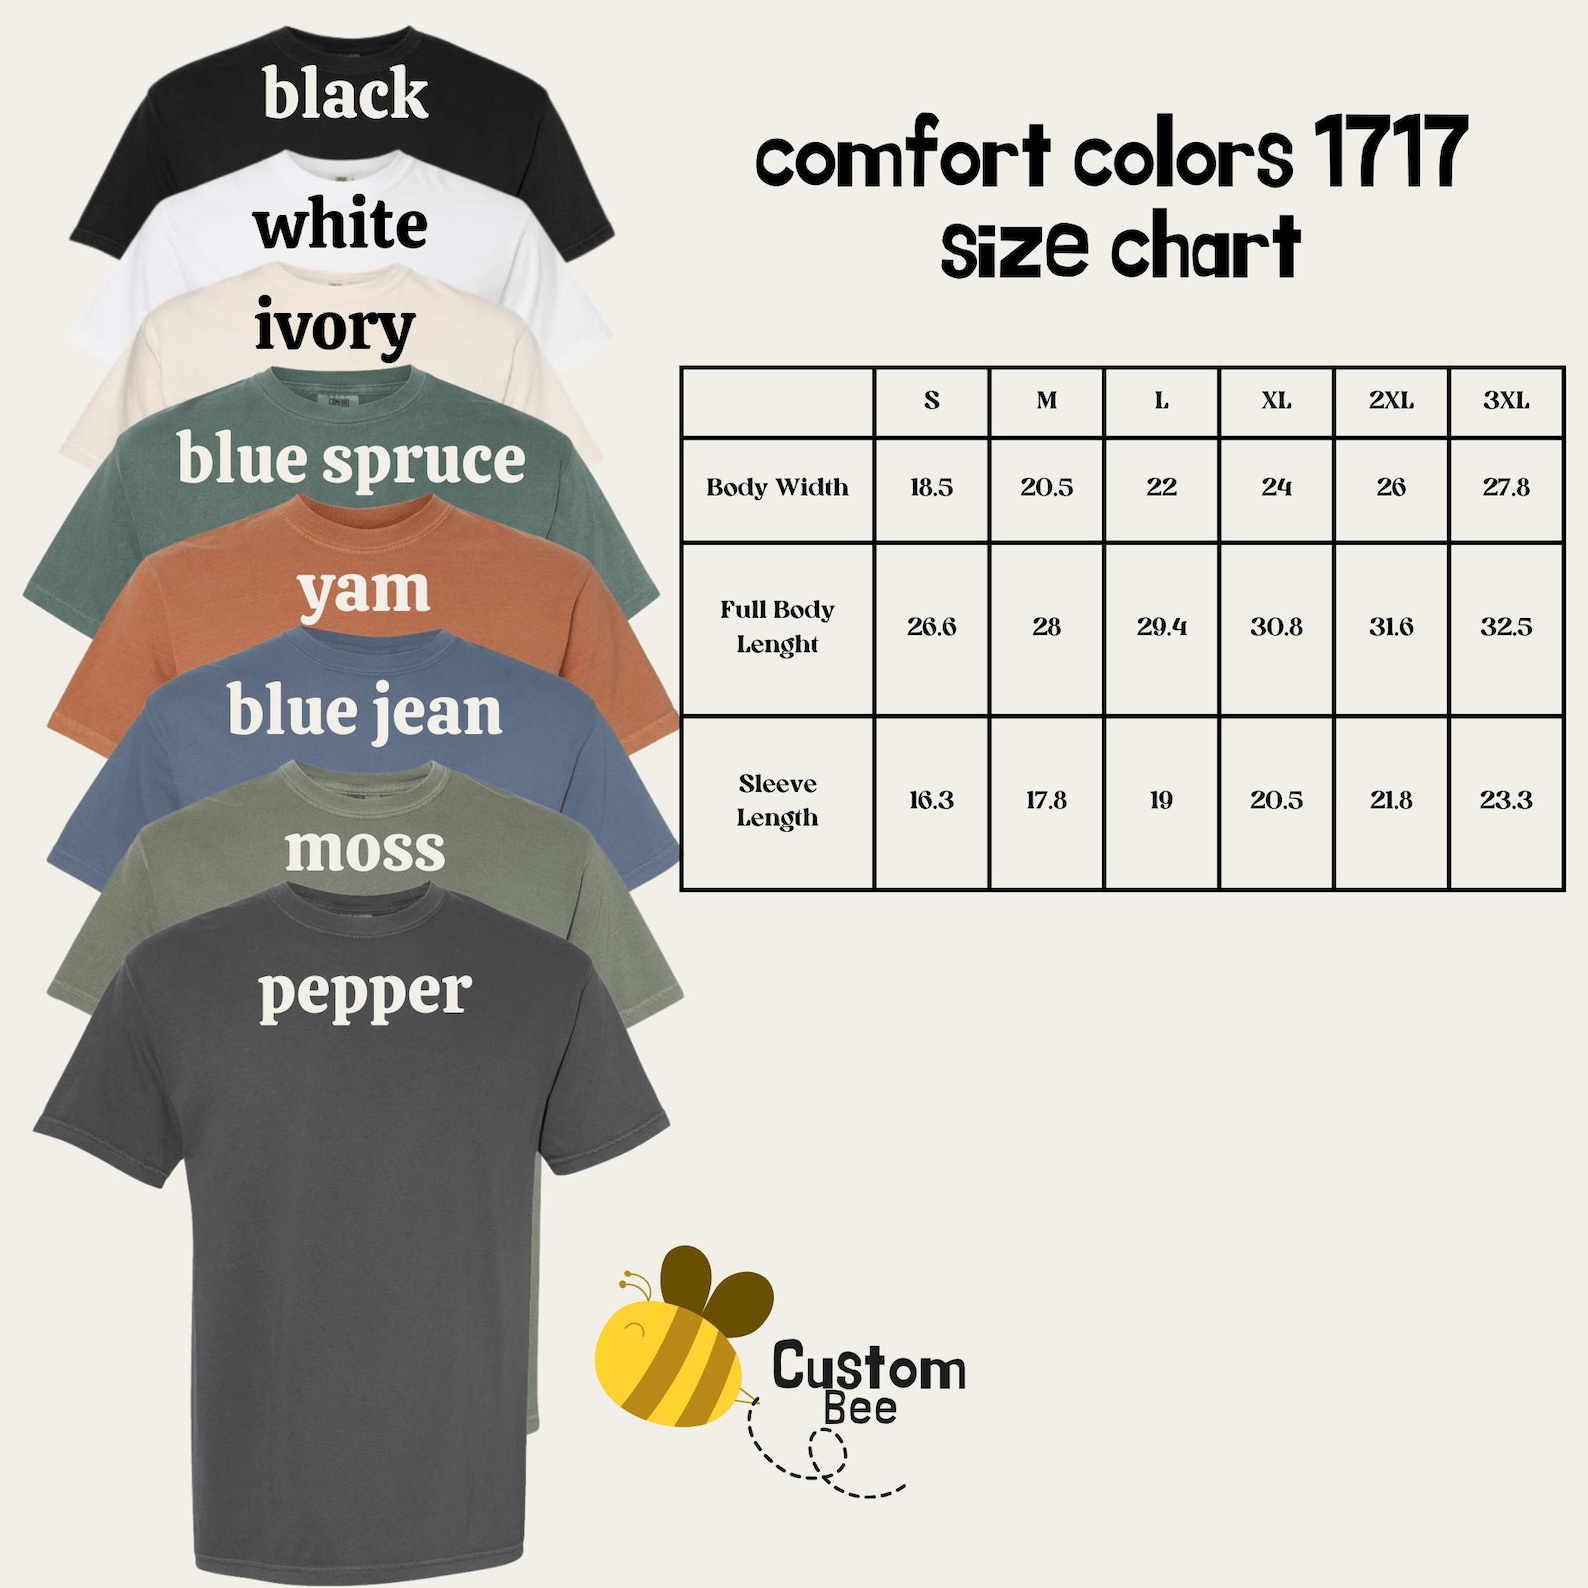 black
white
ivory
COMFORT
blue spruce
yam
blue jean
moss
pepper
comfort colors 1717
size chart
S M L XL 2XL 3XL
Body Width 18.5 20.5 22 24 26 27.8
Full Body
Lenght 26.6 28 29.4 30.8 31.6 32.5
Sleeve
Length 16.3 17.8 19 20.5 21.8 23.3
Custom
Bee